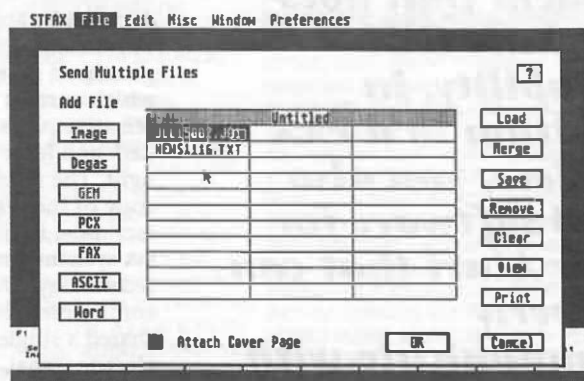 STFAX File Edit Misc Window Preferences
Send Multiple Files
?
Add File
Untitled
Load
Image
NEWS1116.TXT
Merge
Degas
Save
GEM
Remove
PCX
Clear
FAX
View
ASCII
Print
Word
Attach Cover Page
OK
Cancel
F1